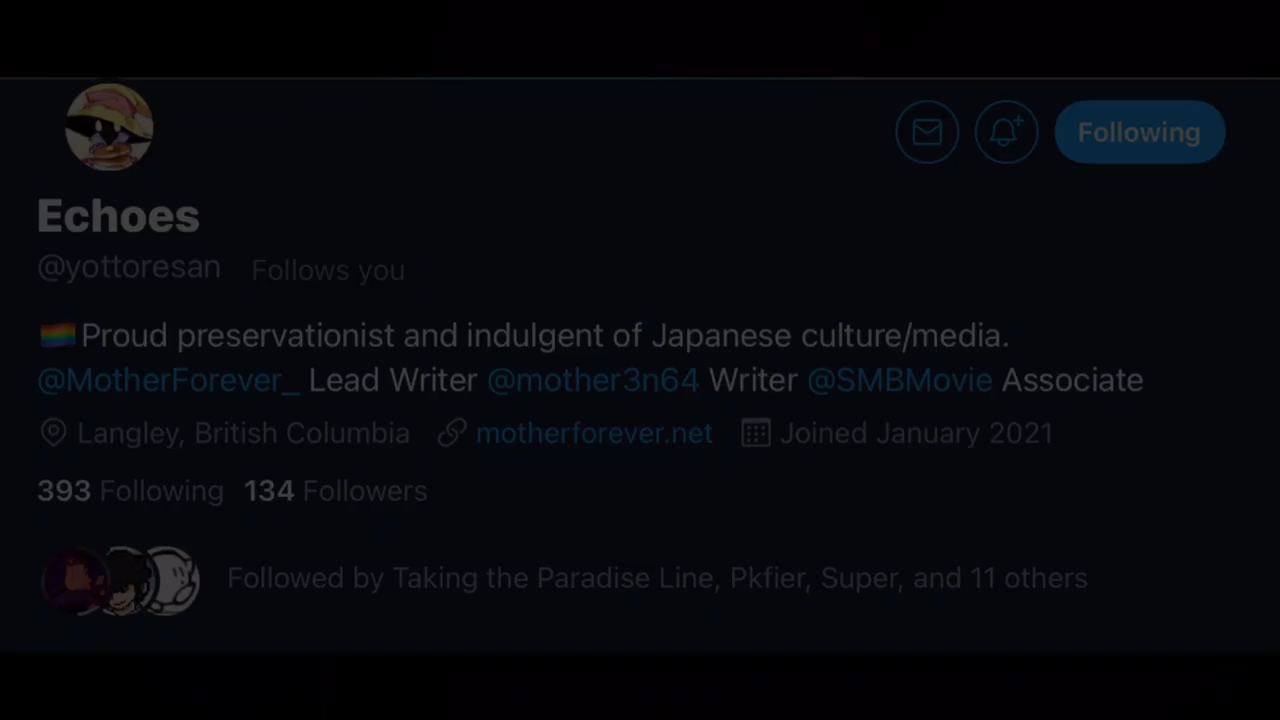 Following
Echoes
@yottoresan Follows you
🏳️‍🌈Proud preservationist and indulgent of Japanese culture/media.
@MotherForever_ Lead Writer @mother3n64 Writer @SMBMovie Associate
Langley, British Columbia motherforever.net Joined January 2021
393 Following 134 Followers
Followed by Taking the Paradise Line, Pkfier, Super, and 11 others